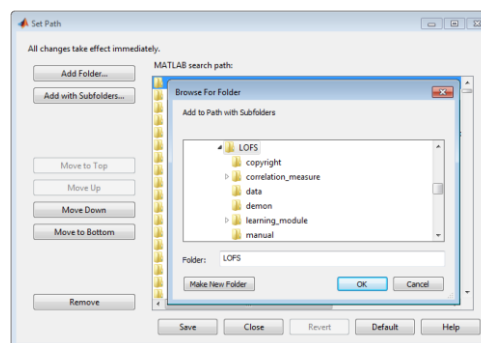 Set Path
All changes take effect immediately.
MATLAB search path:
Add Folder...
Add with Subfolders...
Browse For Folder
Add to Path with Subfolders
LOFS
copyright
correlation_measure
data
demon
learning_module
manual
Move to Top
Move Up
Move Down
Move to Bottom
Folder: LOFS
Make New Folder OK Cancel
Remove
Save Close Revert Default Help